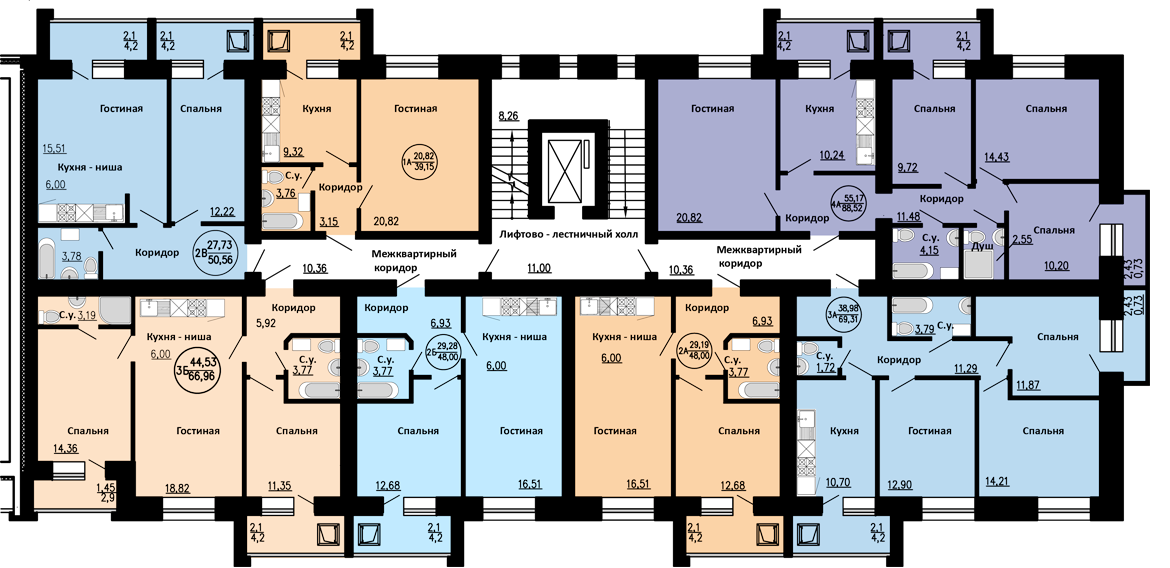 2,1
4,2
2,1
4,2
2,1
4,2
Гостиная
Спальня
15,51
Кухня - ниша
6,00
12,22
3,78
Коридор
2В
27,73
50,56
Кухня
9,32
С.у.
3,76
Коридор
3,15
Гостиная
1А
20,82
39,15
20,82
8,26
Лифтово - лестничный холл
11,00
Межквартирный
коридор
10,36
Межквартирный
коридор
10,36
2,1
4,2
2,1
4,2
Гостиная
20,82
Кухня
10,24
Коридор
4А
55,17
88,52
Спальня
9,72
Спальня
14,43
Коридор
11,48
С.у.
4,15
Душ
2,55
Спальня
10,20
2,43
0,73
2,43
0,73
С.у.
3,19
Спальня
14,36
1,45
2,9
Кухня - ниша
6,00
3Б
44,53
66,96
Гостиная
18,82
Коридор
5,92
С.у.
3,77
Спальня
11,35
2,1
4,2
Коридор
6,93
С.у.
3,77
2Б
29,28
48,00
Спальня
12,68
2,1
4,2
Кухня - ниша
6,00
Гостиная
16,51
Кухня - ниша
6,00
Гостиная
16,51
Коридор
6,93
2А
29,19
48,00
С.у.
3,77
Спальня
12,68
2,1
4,2
3А
38,98
69,31
С.у.
1,72
3,79
С.у.
Коридор
11,29
Кухня
10,70
2,1
4,2
Гостиная
12,90
Спальня
11,87
Спальня
14,21